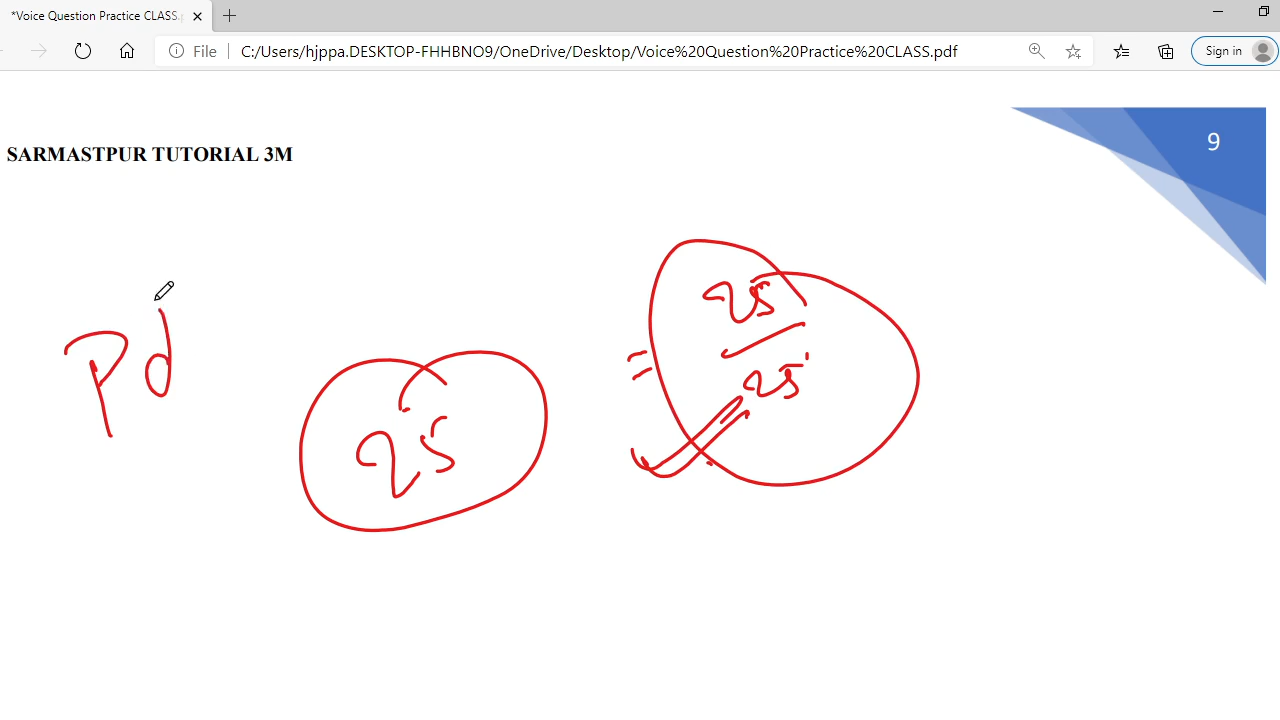 *Voice Question Practice CLASS.p
File
C:/Users/hjppa.DESKTOP-FHHBNO9/OneDrive/Desktop/Voice%20Question%20Practice%20CLASS.pdf
Sign in
9
SARMASTPUR TUTORIAL 3M
25
Pd
=
25
25